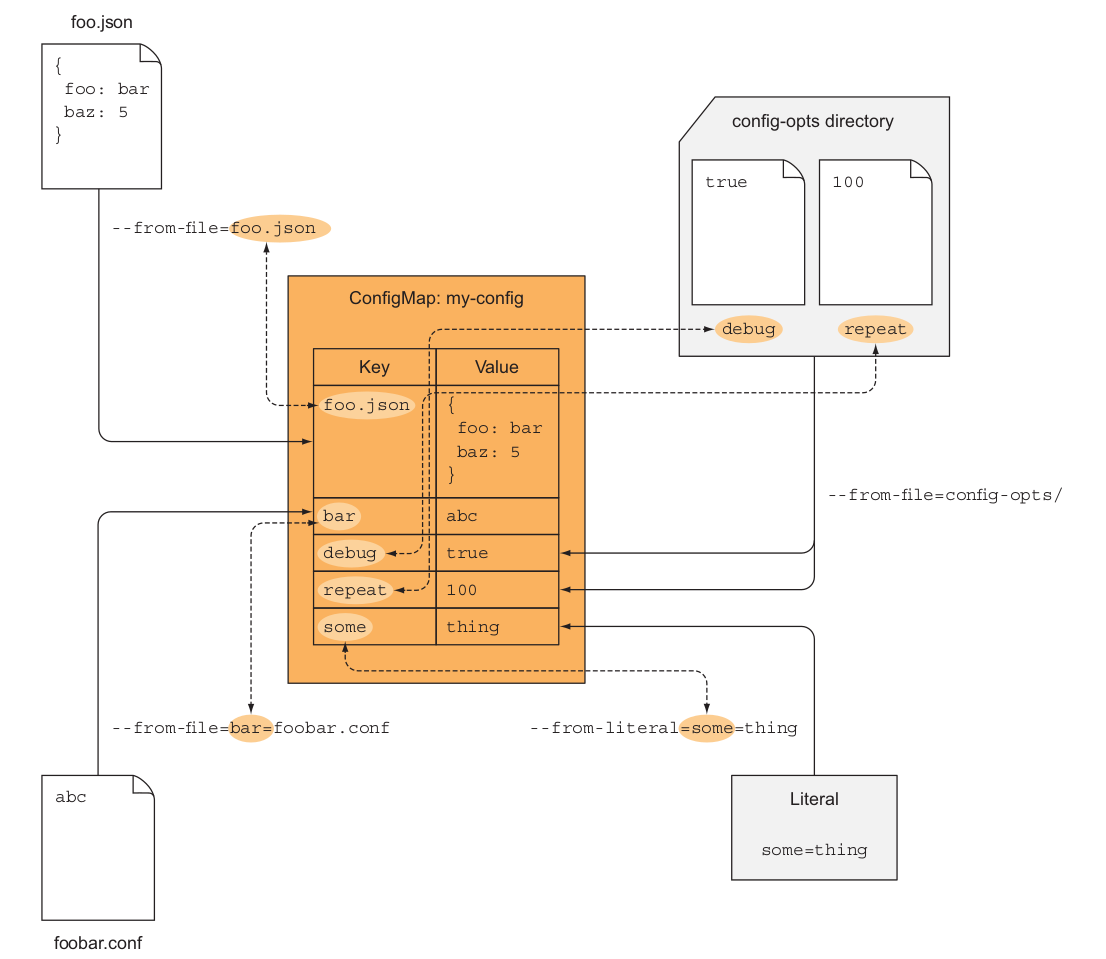 foo.json
{
foo: bar
baz: 5
}
--from-file=foo.json
config-opts directory
true
100
debug
repeat
ConfigMap: my-config
Key
Value
foo.json
{
foo: bar
baz: 5
}
bar
abc
debug
true
repeat
100
some
thing
--from-file=config-opts/
--from-file=bar=foobar.conf
--from-literal=some=thing
abc
foobar.conf
Literal
some=thing